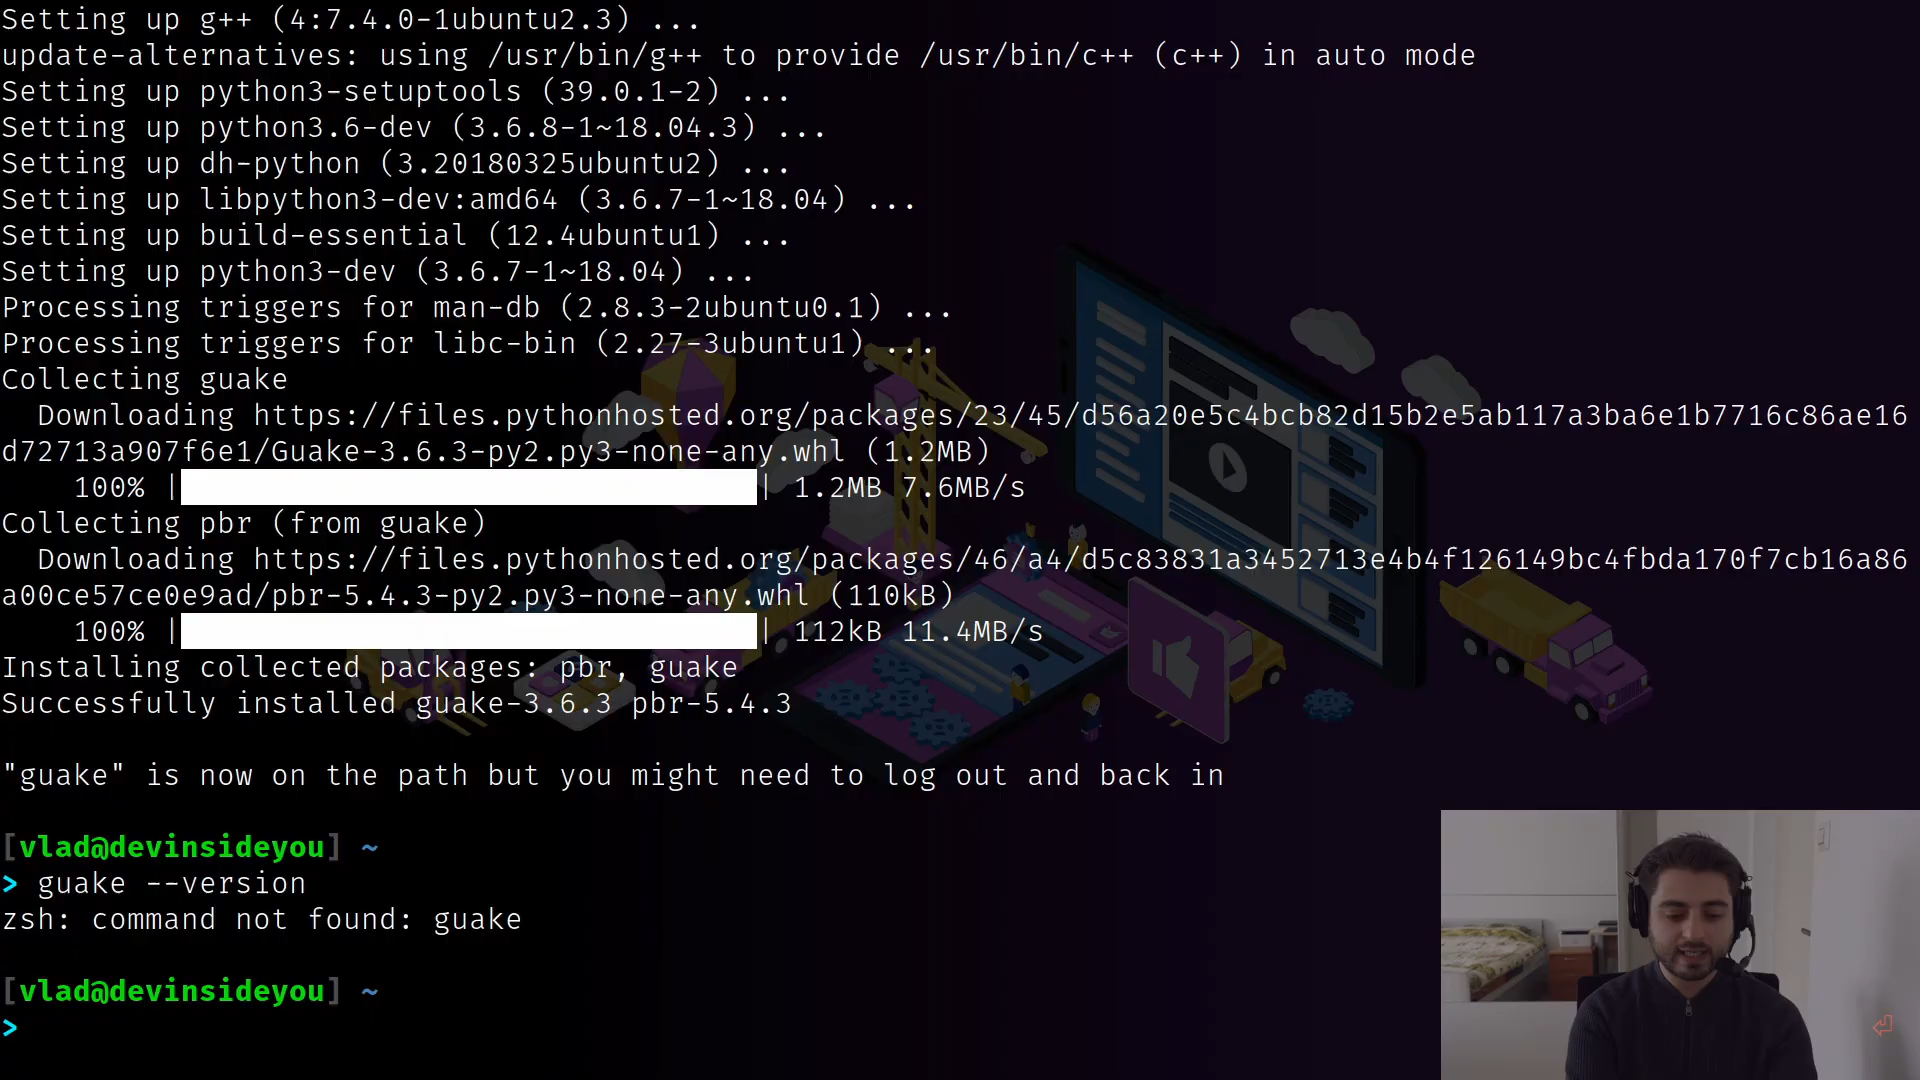 Setting up g++ (4:7.4.0-1ubuntu2.3) ...
update-alternatives: using /usr/bin/g++ to provide /usr/bin/c++ (c++) in auto mode
Setting up python3-setuptools (39.0.1-2) ...
Setting up python3.6-dev (3.6.8-1~18.04.3) ...
Setting up dh-python (3.20180325ubuntu2) ...
Setting up libpython3-dev:amd64 (3.6.7-1~18.04) ...
Setting up build-essential (12.4ubuntu1) ...
Setting up python3-dev (3.6.7-1~18.04) ...
Processing triggers for man-db (2.8.3-2ubuntu0.1) ...
Processing triggers for libc-bin (2.27-3ubuntu1) ...
Collecting guake
  Downloading https://files.pythonhosted.org/packages/23/45/d56a20e5c4bcb82d15b2e5ab117a3ba6e1b7716c86ae16
d72713a907f6e1/Guake-3.6.3-py2.py3-none-any.whl (1.2MB)
    100% | | 1.2MB 7.6MB/s
Collecting pbr (from guake)
  Downloading https://files.pythonhosted.org/packages/46/a4/d5c83831a3452713e4b4f126149bc4fbda170f7cb16a86
a00ce57ce0e9ad/pbr-5.4.3-py2.py3-none-any.whl (110kB)
    100% | | 112kB 11.4MB/s
Installing collected packages: pbr, guake
Successfully installed guake-3.6.3 pbr-5.4.3
"guake" is now on the path but you might need to log out and back in
[vlad@devinsideyou] ~
> guake --version
zsh: command not found: guake
[vlad@devinsideyou] ~
>